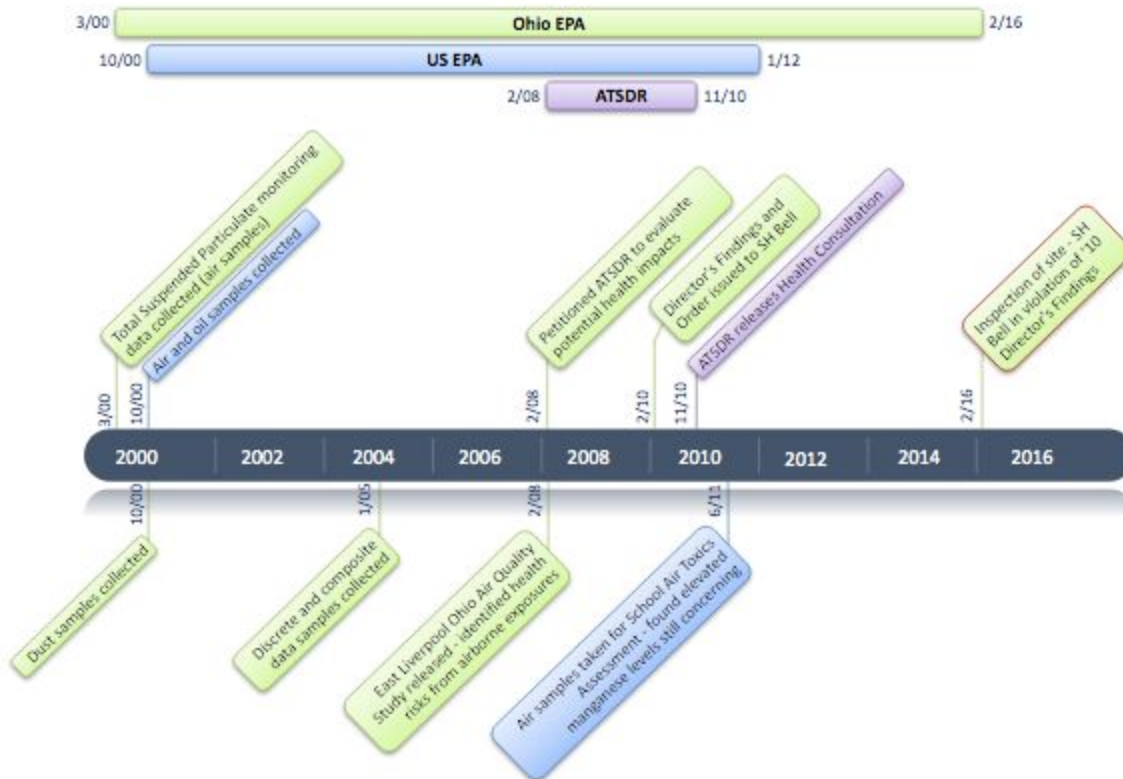 3/00
Ohio EPA
2/16
10/00
US EPA
1/12
2/08
ATSDR
11/10
Total Suspended Particulate monitoring
data collected (air samples)
Air and oil samples collected
Petitioned ATSDR to evaluate
potential health impacts
Director's Findings and
Order issued to SH Bell
ATSDR releases Health Consultation
Inspection of site - SH
Bell in violation of '10
Director's Findings
3/00
10/00
2/08
2/10
11/10
2/16
2000
2002
2004
2006
2008
2010
2012
2014
2016
10/00
1/05
2/08
6/11
Dust samples collected
Discrete and composite
data samples collected
East Liverpool Ohio Air Quality
Study released - identified health
risks from airborne exposures
Air samples taken for School Air Toxics
Assessment - found elevated
manganese levels still concerning